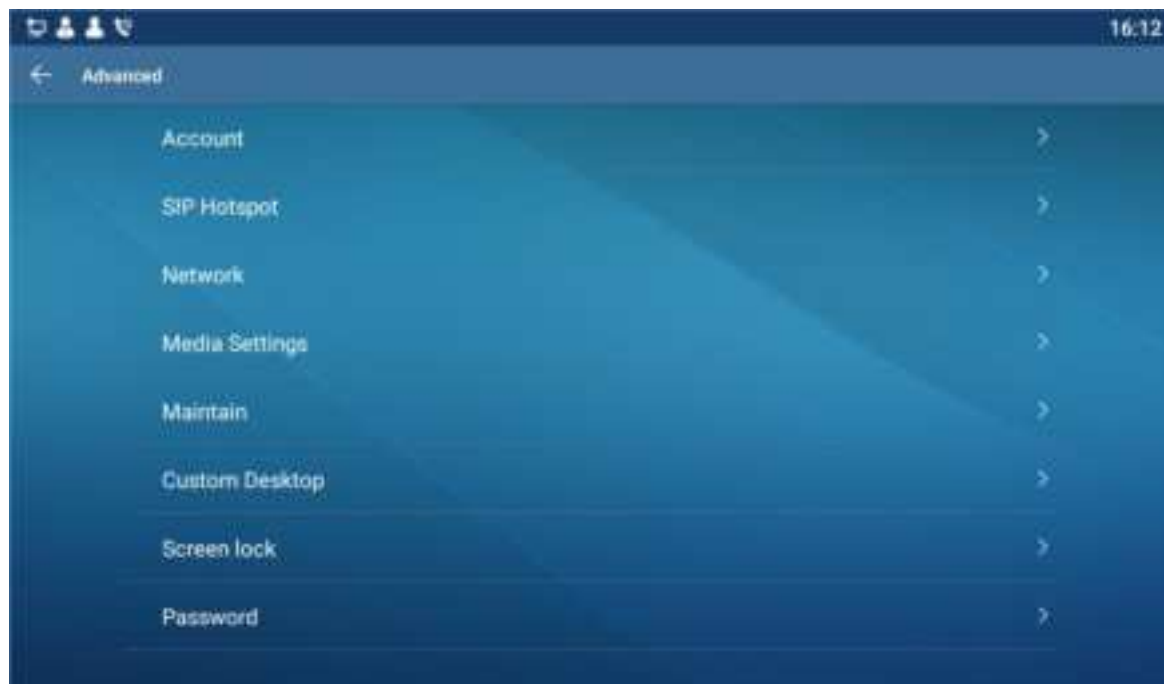 16:12
Advanced
Account
SIP Hotspot
Network
Media Settings
Maintain
Custom Desktop
Screen lock
Password